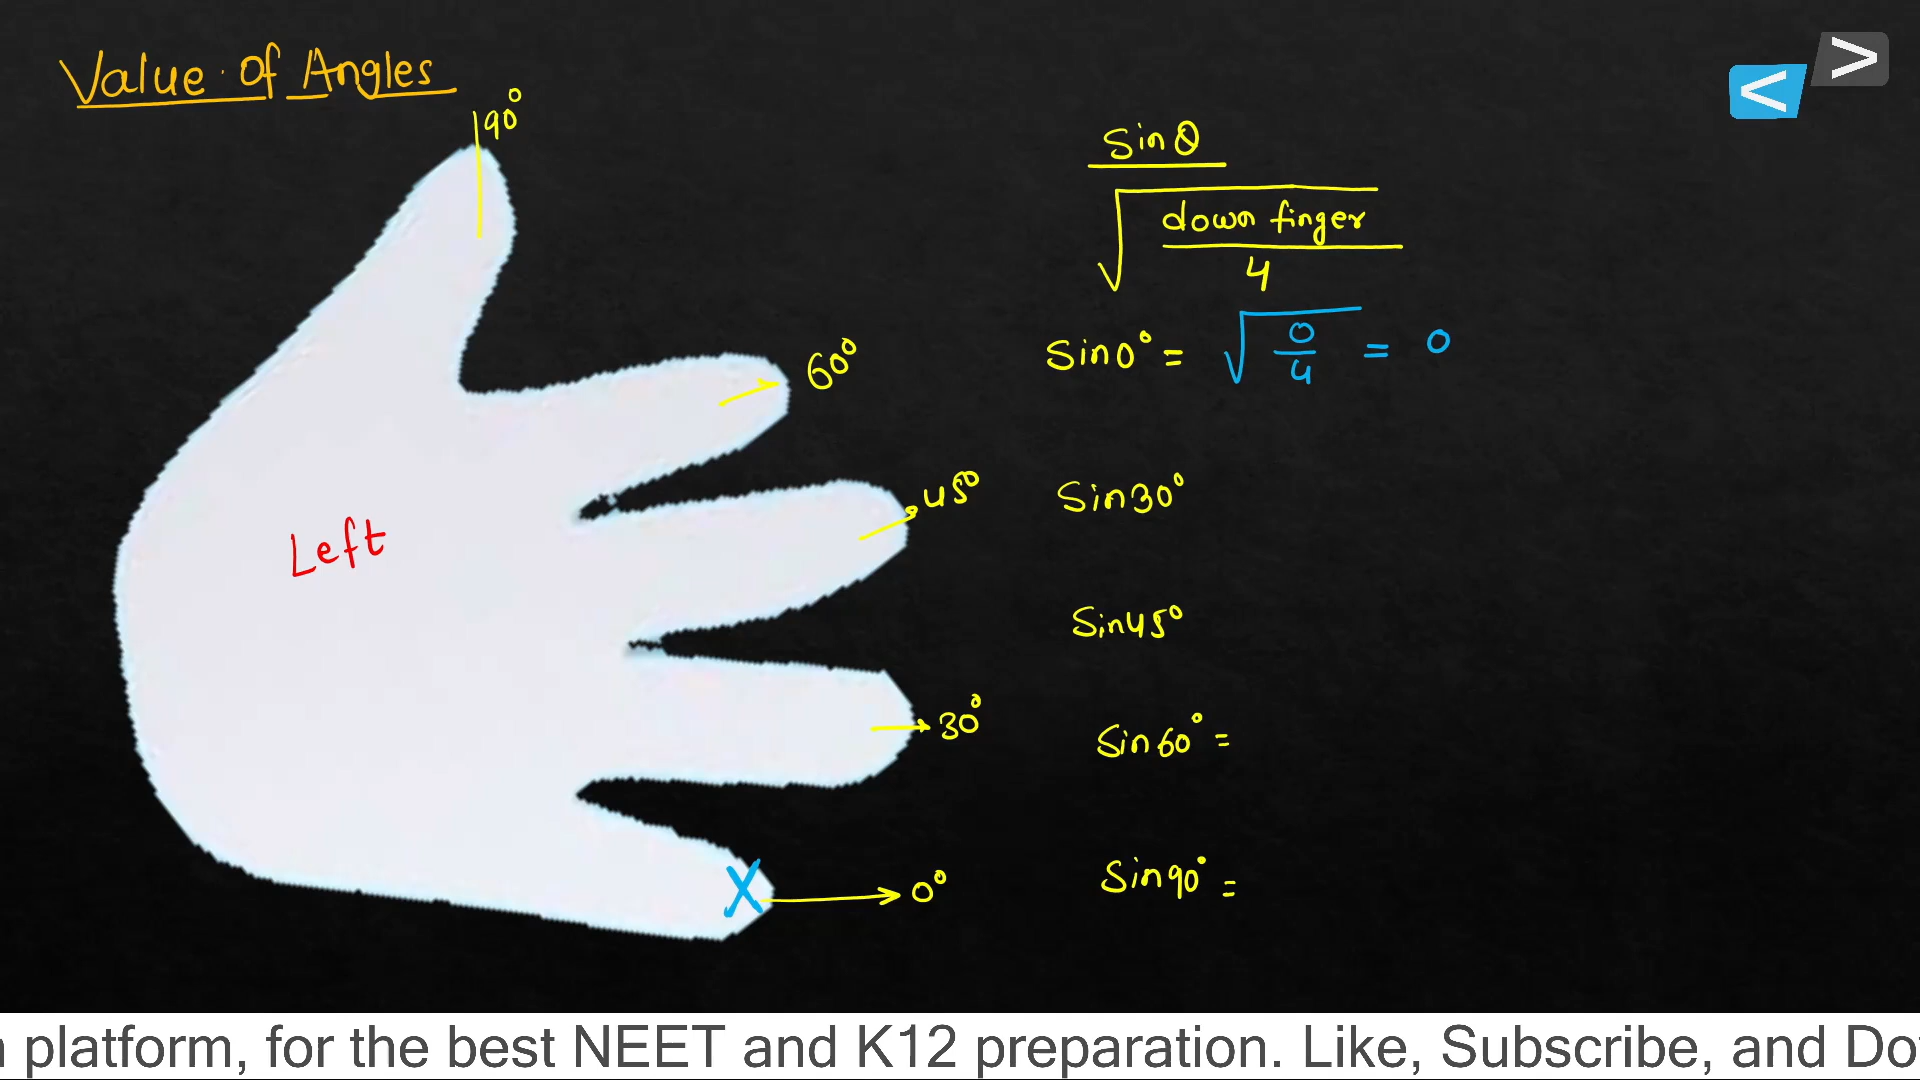 Value of Angles
90°
60°
45°
Left
30°
0°
X
Sinθ
√(down finger/4)
Sin0° = √(0/4) = 0
Sin30°
Sin45°
Sin60° =
Sin90° =
< >
platform, for the best NEET and K12 preparation. Like, Subscribe, and